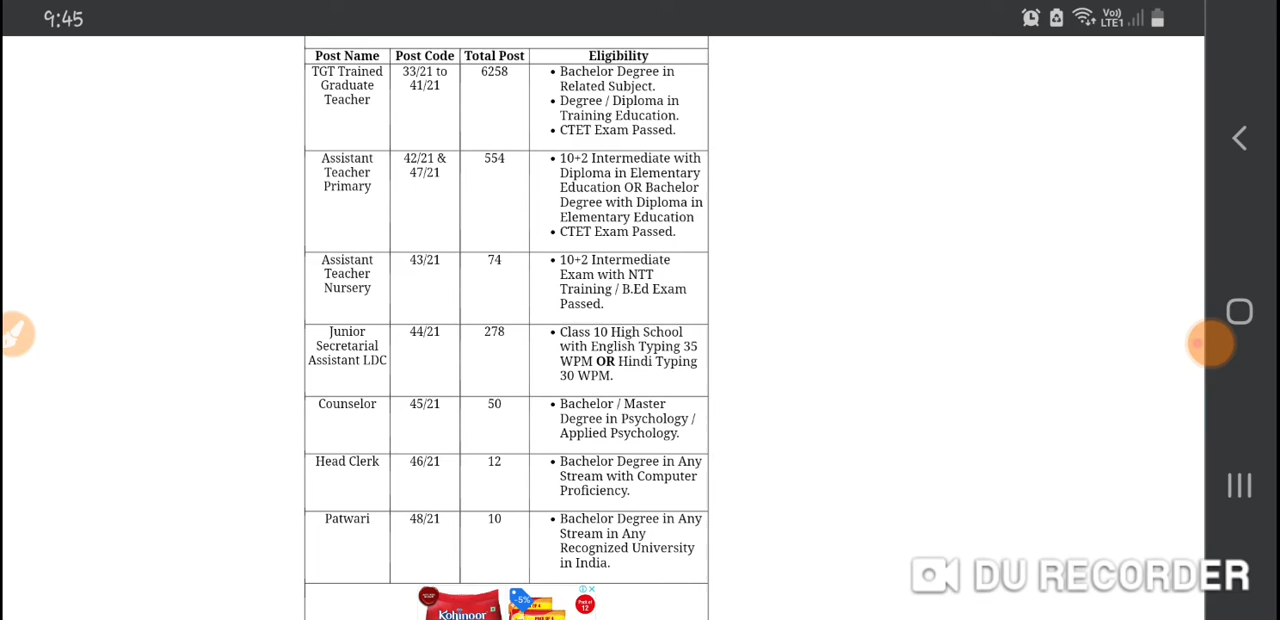 9:45
Vo)
LTE1
Post Name Post Code Total Post Eligibility
TGT Trained
Graduate
Teacher
33/21 to
41/21
6258
• Bachelor Degree in
Related Subject.
• Degree / Diploma in
Training Education.
• CTET Exam Passed.
Assistant
Teacher
Primary
42/21 &
47/21
554
• 10+2 Intermediate with
Diploma in Elementary
Education OR Bachelor
Degree with Diploma in
Elementary Education
• CTET Exam Passed.
Assistant
Teacher
Nursery
43/21
74
• 10+2 Intermediate
Exam with NTT
Training / B.Ed Exam
Passed.
Junior
Secretarial
Assistant LDC
44/21
278
• Class 10 High School
with English Typing 35
WPM OR Hindi Typing
30 WPM.
Counselor
45/21
50
• Bachelor / Master
Degree in Psychology /
Applied Psychology.
Head Clerk
46/21
12
• Bachelor Degree in Any
Stream with Computer
Proficiency.
Patwari
48/21
10
• Bachelor Degree in Any
Stream in Any
Recognized University
in India.
Kohinoor
-5%
Pack of
12
DU RECORDER